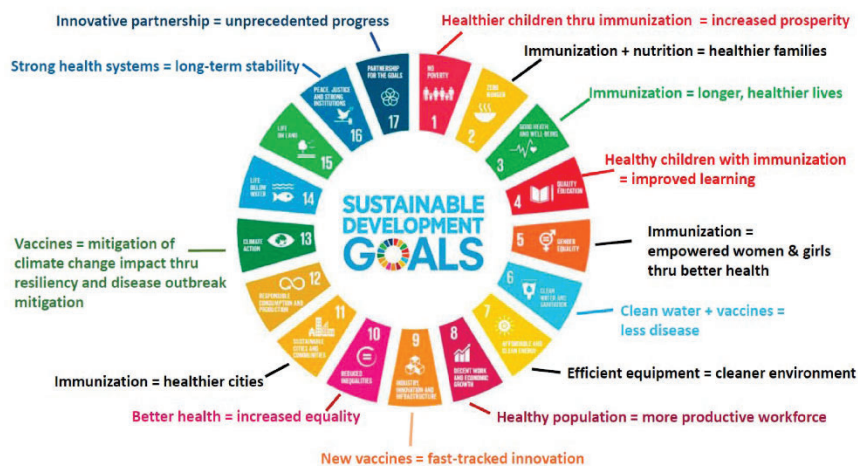 Innovative partnership = unprecedented progress
Healthier children thru immunization = increased prosperity
Strong health systems = long-term stability
Immunization + nutrition = healthier families
Immunization = longer, healthier lives
Healthy children with immunization
= improved learning
Immunization =
empowered women & girls
thru better health
Clean water + vaccines =
less disease
Efficient equipment = cleaner environment
Healthy population = more productive workforce
New vaccines = fast-tracked innovation
Better health = increased equality
Immunization = healthier cities
Vaccines = mitigation of
climate change impact thru
resiliency and disease outbreak
mitigation
SUSTAINABLE
DEVELOPMENT
GOALS
NO
POVERTY
1
ZERO
HUNGER
2
GOOD HEALTH
AND WELL-BEING
3
QUALITY
EDUCATION
4
GENDER
EQUALITY
5
CLEAN
WATER AND
SANITATION
6
AFFORDABLE AND
CLEAN ENERGY
7
DECENT WORK
AND ECONOMIC
GROWTH
8
INDUSTRY,
INNOVATION AND
INFRASTRUCTURE
9
REDUCED
INEQUALITIES
10
SUSTAINABLE
CITIES AND
COMMUNITIES
11
RESPONSIBLE
CONSUMPTION AND
PRODUCTION
12
CLIMATE
ACTION
13
LIFE
BELOW
WATER
14
LIFE
ON LAND
15
PEACE, JUSTICE
AND STRONG
INSTITUTIONS
16
PARTNERSHIP
FOR THE GOALS
17